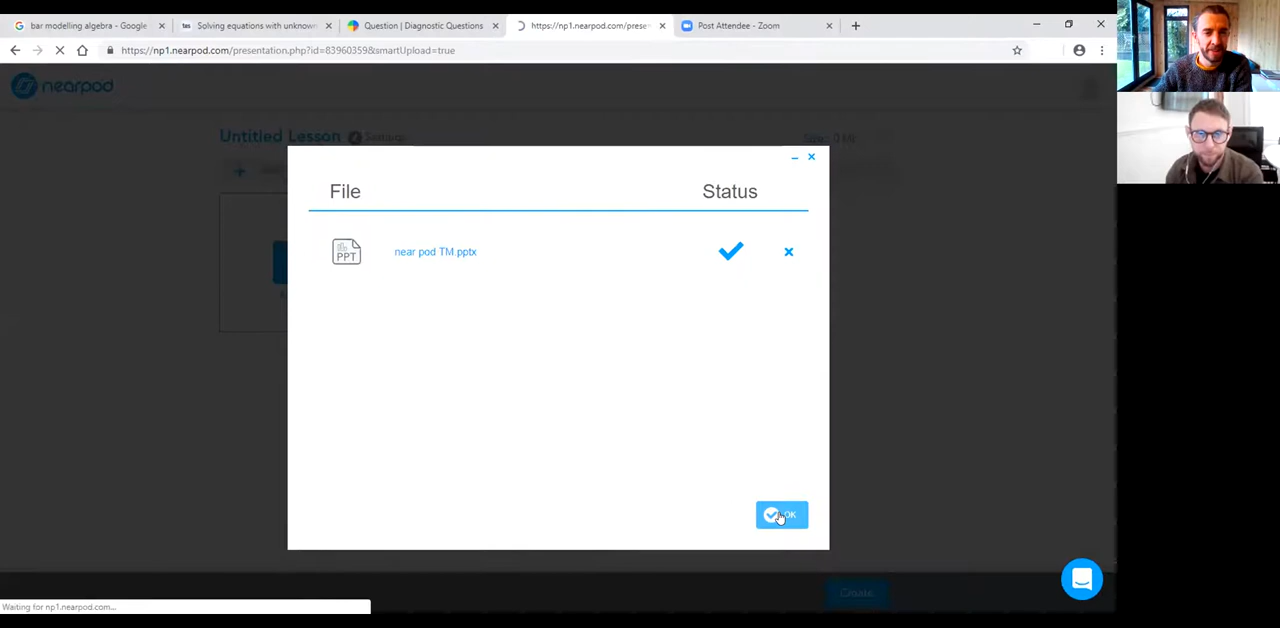 bar modelling algebra - Google
Solving equations with unknown
Question | Diagnostic Questions
https://np1.nearpod.com/prese
Post Attendee - Zoom
https://np1.nearpod.com/presentation.php?id=83960359&smartUpload=true
nearpod
Untitled Lesson
File
Status
PPT
near pod TM.pptx
OK
Create
Waiting for np1.nearpod.com...